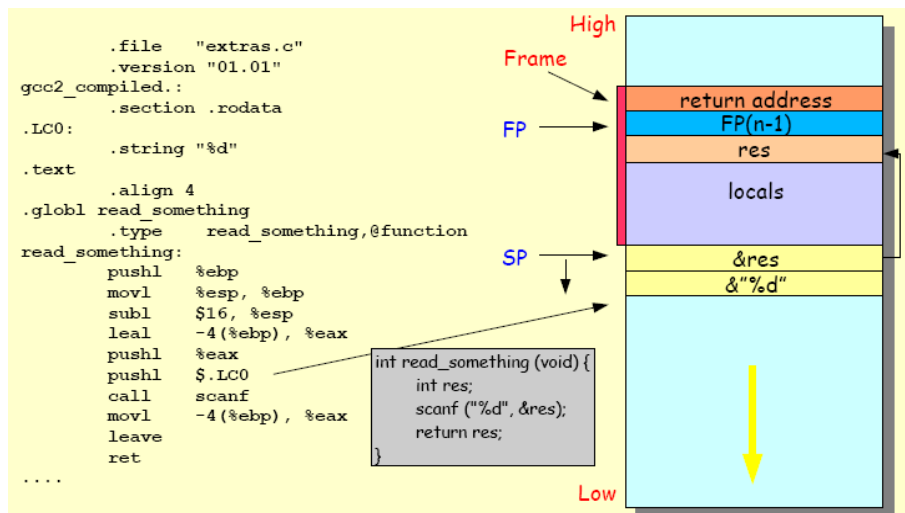 .file "extras.c"
.version "01.01"
gcc2_compiled.:
.section .rodata
.LC0:
.string "%d"
.text
.align 4
.globl read_something
.type read_something,@function
read_something:
pushl %ebp
movl %esp, %ebp
subl $16, %esp
leal -4(%ebp), %eax
pushl %eax
pushl $.LC0
call scanf
movl -4(%ebp), %eax
leave
ret
....
int read_something (void) {
int res;
scanf ("%d", &res);
return res;
}
High
Frame
return address
FP
FP(n-1)
res
locals
SP
&res
&"%d"
Low